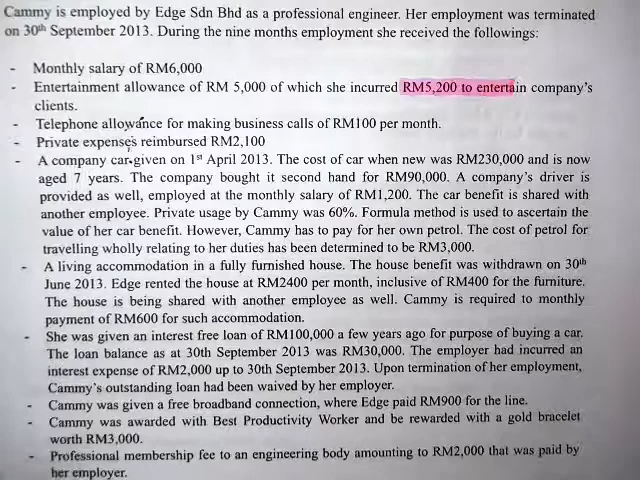 Cammy is employed by Edge Sdn Bhd as a professional engineer. Her employment was terminated
on 30th September 2013. During the nine months employment she received the followings:
- Monthly salary of RM6,000
- Entertainment allowance of RM 5,000 of which she incurred RM5,200 to entertain company's
clients.
- Telephone allowance for making business calls of RM100 per month.
- Private expenses reimbursed RM2,100
- A company car given on 1st April 2013. The cost of car when new was RM230,000 and is now
aged 7 years. The company bought it second hand for RM90,000. A company's driver is
provided as well, employed at the monthly salary of RM1,200. The car benefit is shared with
another employee. Private usage by Cammy was 60%. Formula method is used to ascertain the
value of her car benefit. However, Cammy has to pay for her own petrol. The cost of petrol for
travelling wholly relating to her duties has been determined to be RM3,000.
- A living accommodation in a fully furnished house. The house benefit was withdrawn on 30th
June 2013. Edge rented the house at RM2400 per month, inclusive of RM400 for the furniture.
The house is being shared with another employee as well. Cammy is required to monthly
payment of RM600 for such accommodation.
- She was given an interest free loan of RM100,000 a few years ago for purpose of buying a car.
The loan balance as at 30th September 2013 was RM30,000. The employer had incurred an
interest expense of RM2,000 up to 30th September 2013. Upon termination of her employment,
Cammy's outstanding loan had been waived by her employer.
- Cammy was given a free broadband connection, where Edge paid RM900 for the line.
- Cammy was awarded with Best Productivity Worker and be rewarded with a gold bracelet
worth RM3,000.
- Professional membership fee to an engineering body amounting to RM2,000 that was paid by
her employer.